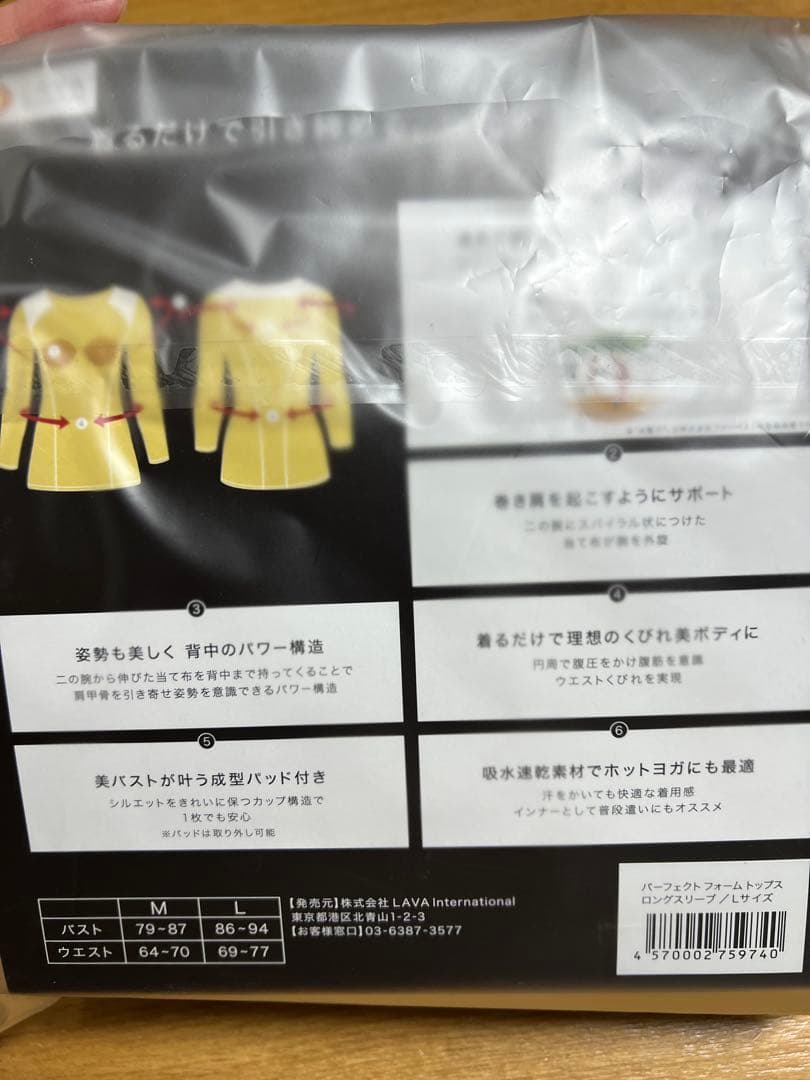 るだけで引き締め
④
②
巻き肩を起こすようにサポート
二の腕にスパイラル状につけた
当て布が腕を外旋
③
姿勢も美しく 背中のパワー構造
二の腕から伸びた当て布を背中まで持ってくることで
肩甲骨を引き寄せ姿勢を意識できるパワー構造
④
着るだけで理想のくびれ美ボディに
円周で腹圧をかけ腹筋を意識
ウエストくびれを実現
⑤
美バストが叶う成型パッド付き
シルエットをきれいに保つカップ構造で
1枚でも安心
※パッドは取り外し可能
⑥
吸水速乾素材でホットヨガにも最適
汗をかいても快適な着用感
インナーとして普段遣いにもオススメ
M L
バスト 79~87 86~94
ウエスト 64~70 69~77
【発売元】株式会社 LAVA International
東京都港区北青山1-2-3
【お客様窓口】03-6387-3577
パーフェクト フォーム トップス
ロングスリーブ / Lサイズ
4 570002 759740